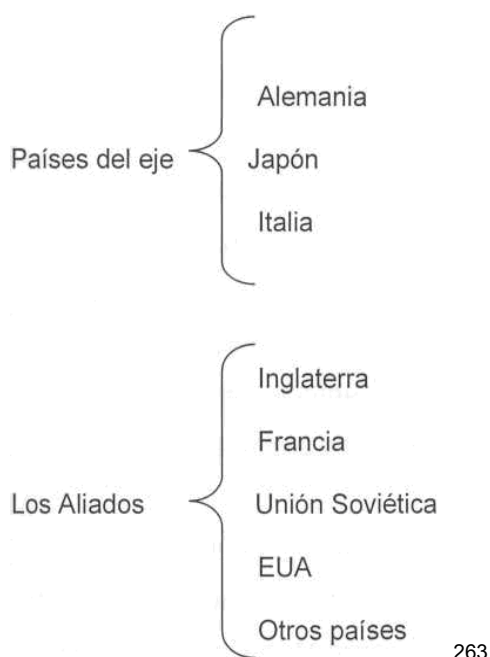 Alemania
Países del eje
Japón
Italia
Inglaterra
Francia
Los Aliados
Unión Soviética
EUA
Otros países
263